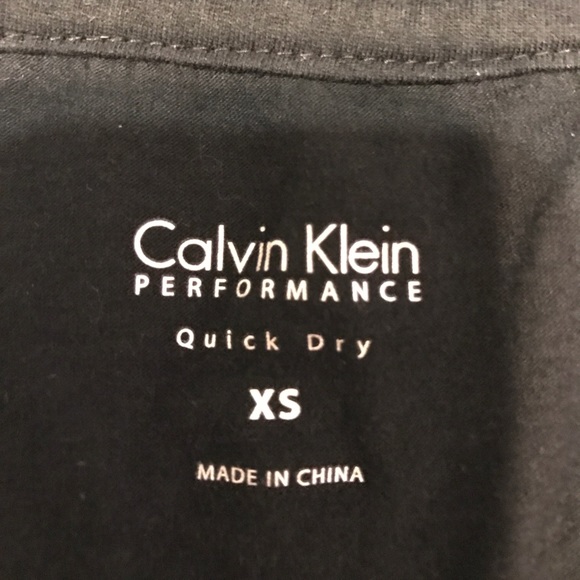 Calvin Klein
PERFORMANCE
Quick Dry
XS
MADE IN CHINA